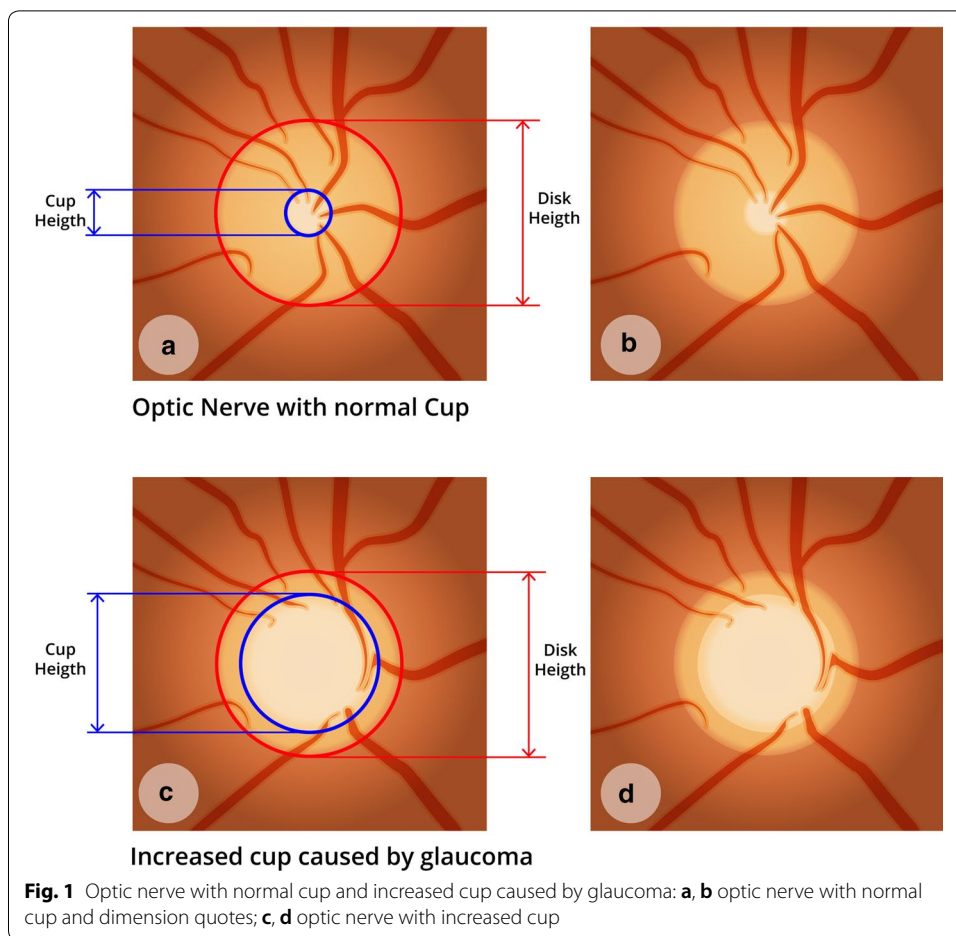 Cup
Heigth
Disk
Heigth
a
b
Optic Nerve with normal Cup
Cup
Heigth
Disk
Heigth
c
d
Increased cup caused by glaucoma
Fig. 1 Optic nerve with normal cup and increased cup caused by glaucoma: a, b optic nerve with normal
cup and dimension quotes; c, d optic nerve with increased cup